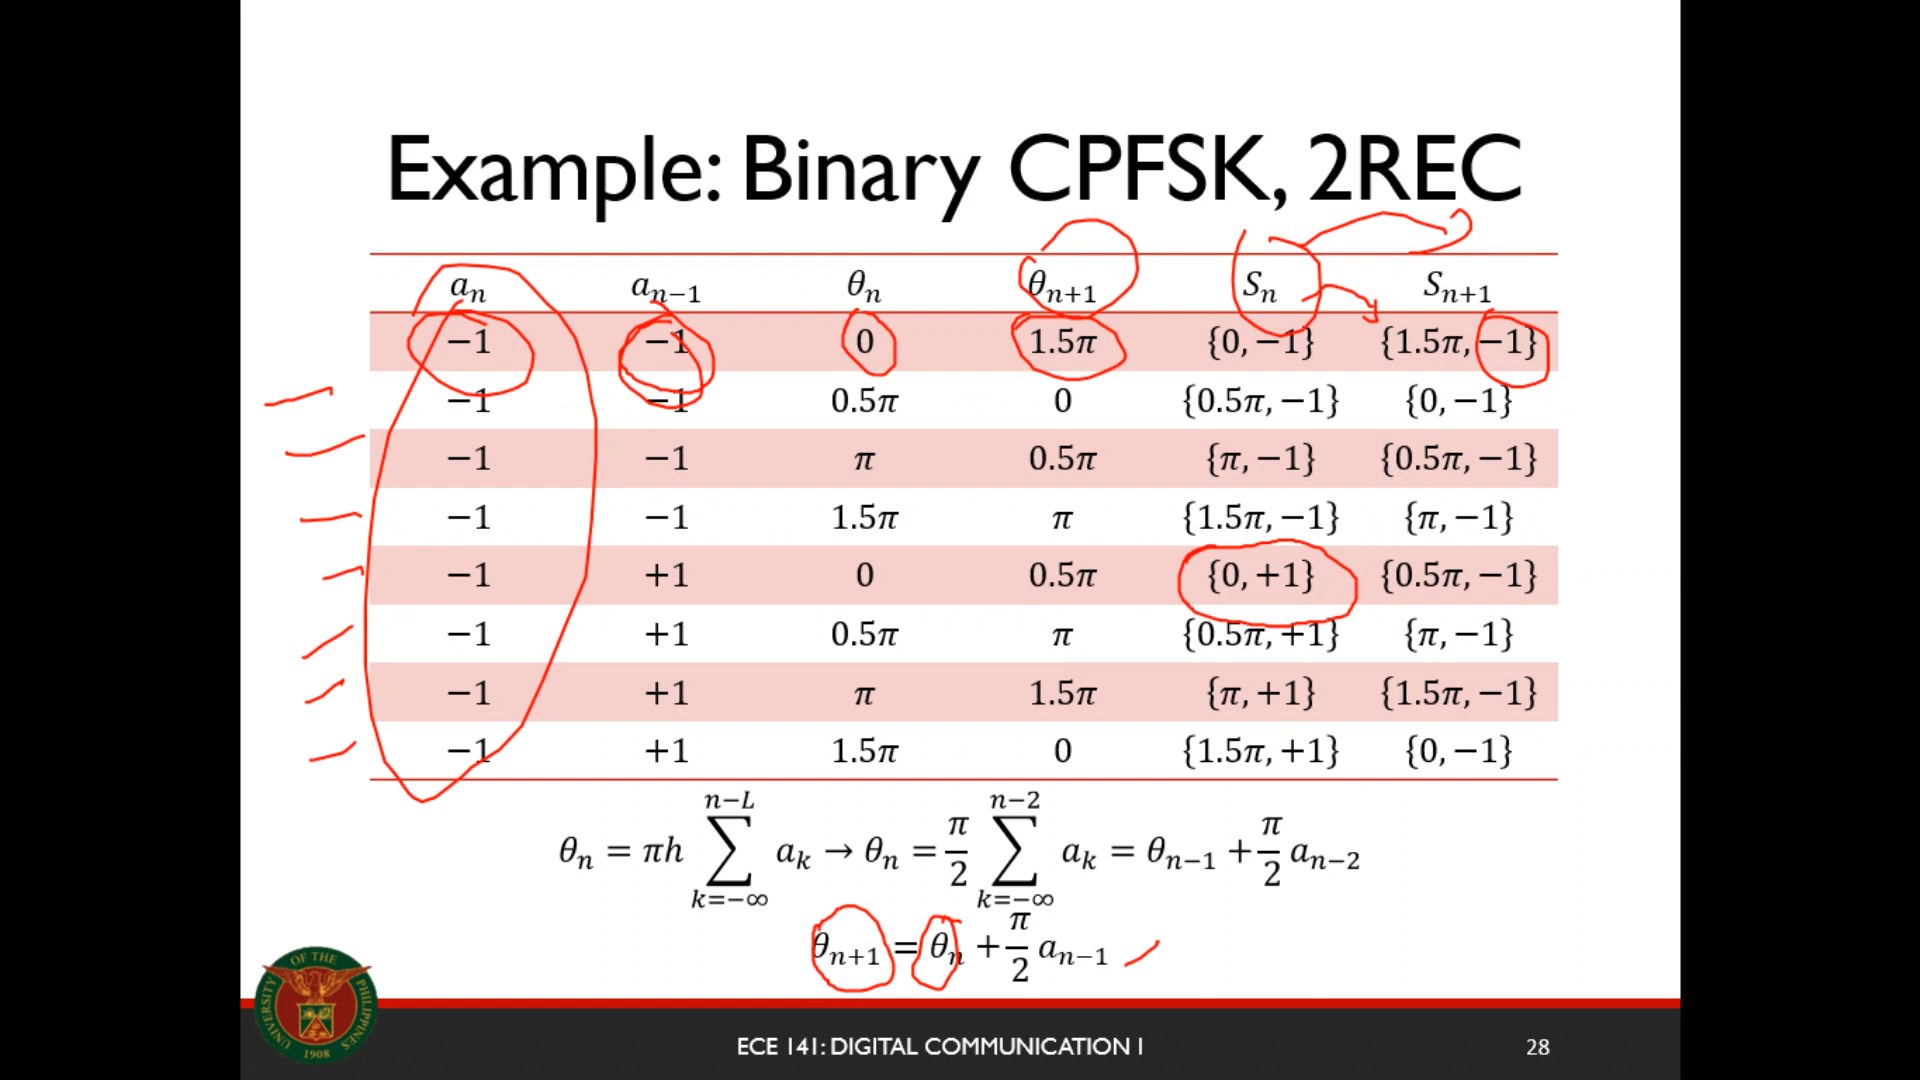 Example: Binary CPFSK, 2REC
aₙ aₙ₋₁ θₙ θₙ₊₁ Sₙ Sₙ₊₁
−1 −1 0 1.5π {0, −1} {1.5π, −1}
−1 −1 0.5π 0 {0.5π, −1} {0, −1}
−1 −1 π 0.5π {π, −1} {0.5π, −1}
−1 −1 1.5π π {1.5π, −1} {π, −1}
−1 +1 0 0.5π {0, +1} {0.5π, −1}
−1 +1 0.5π π {0.5π, +1} {π, −1}
−1 +1 π 1.5π {π, +1} {1.5π, −1}
−1 +1 1.5π 0 {1.5π, +1} {0, −1}
θₙ = πh ∑_{k=−∞}^{n−L} aₖ → θₙ = π/2 ∑_{k=−∞}^{n−2} aₖ = θₙ₋₁ + π/2 aₙ₋₂
θₙ₊₁ = θₙ + π/2 aₙ₋₁
UNIVERSITY OF THE PHILIPPINES
1908
ECE 141: DIGITAL COMMUNICATION I
28